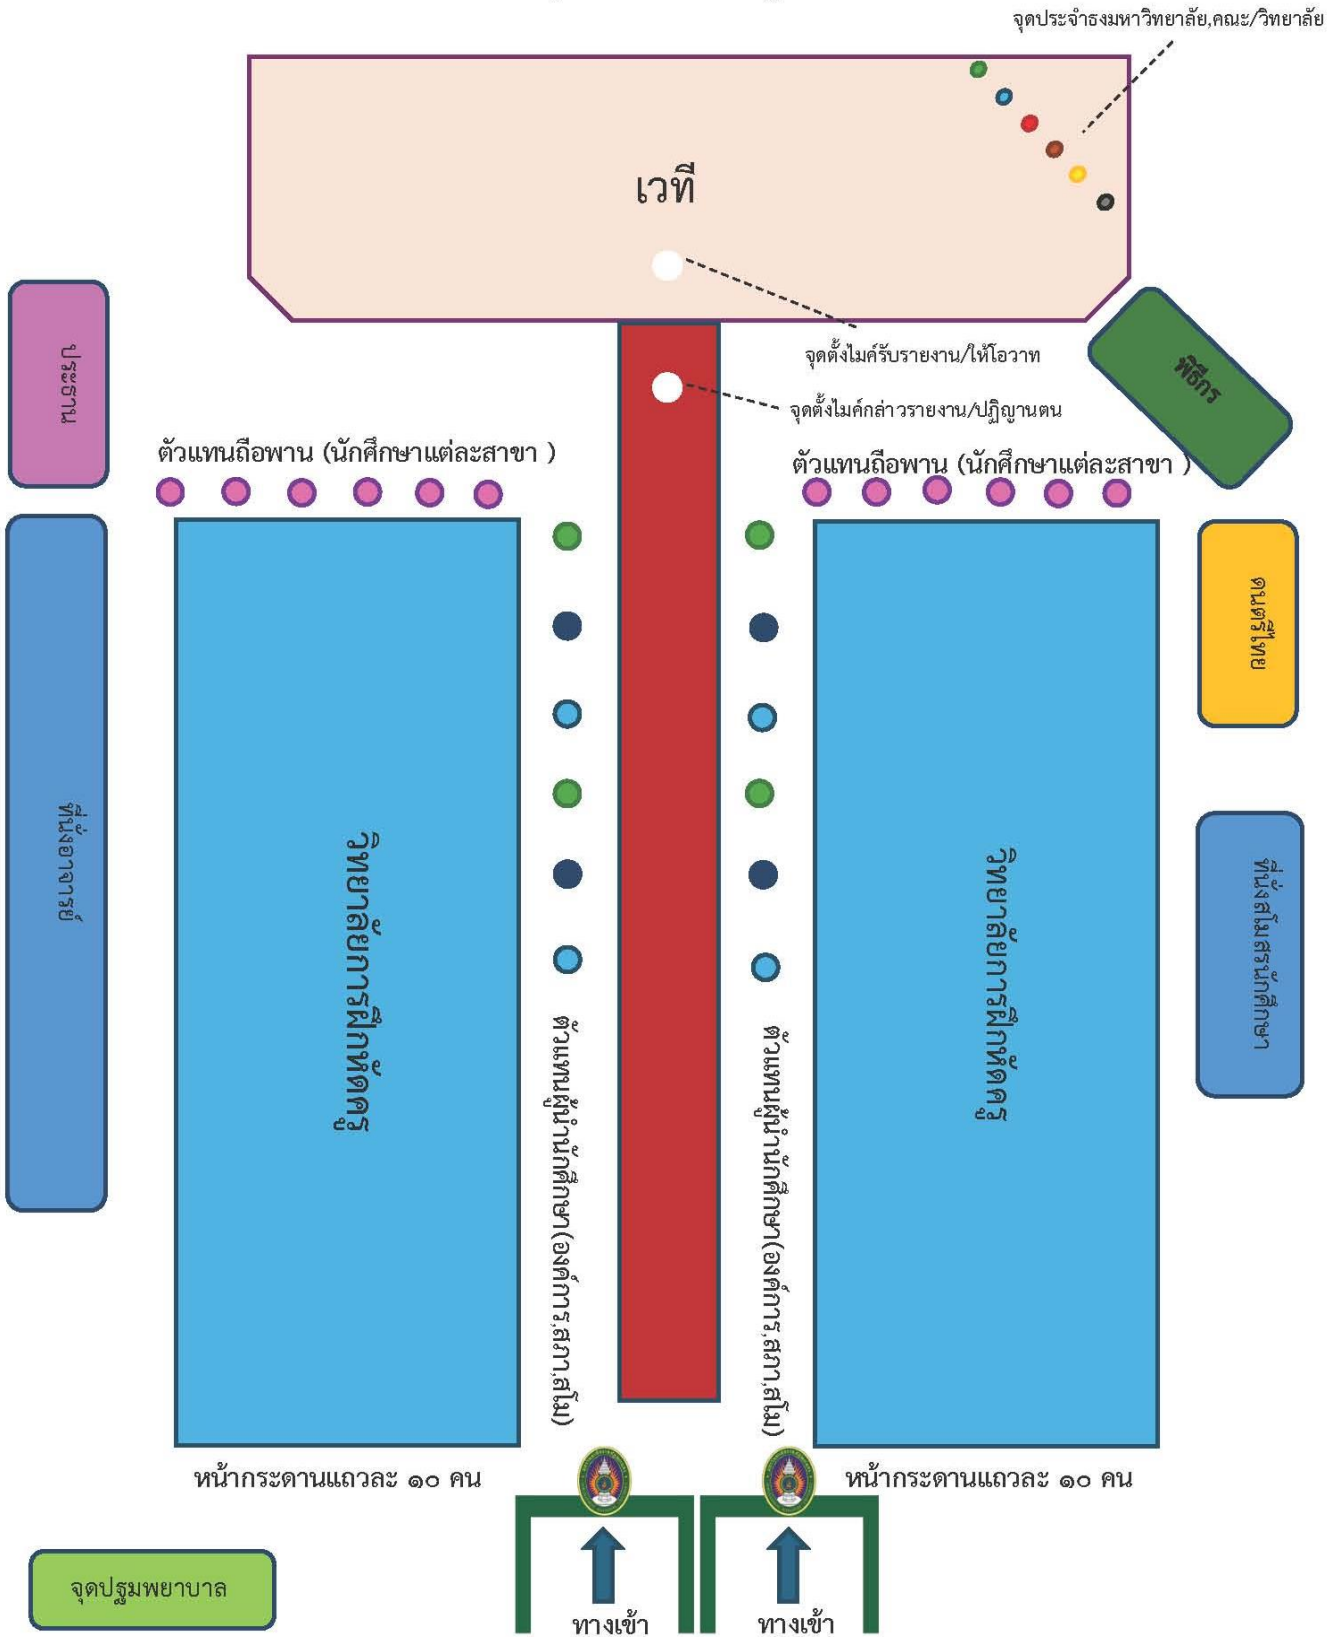 จุดประจำธงมหาวิทยาลัย,คณะ/วิทยาลัย
เวที
จุดตั้งไมค์รับรายงาน/ให้โอวาท
จุดตั้งไมค์กล่าวรายงาน/ปฏิญานตน
ประธาน
พิธีกร
ตัวแทนถือพาน (นักศึกษาแต่ละสาขา )
ตัวแทนถือพาน (นักศึกษาแต่ละสาขา )
ดนตรีไทย
ที่นั่งอาจารย์
วิทยาลัยการฝึกหัดครู
วิทยาลัยการฝึกหัดครู
ที่นั่งสโมสรนักศึกษา
ตัวแทนผู้นำนักศึกษา(องค์การ,สภา,สโม)
ตัวแทนผู้นำนักศึกษา(องค์การ,สภา,สโม)
หน้ากระดานแถวละ ๑๐ คน
หน้ากระดานแถวละ ๑๐ คน
จุดปฐมพยาบาล
ทางเข้า
ทางเข้า